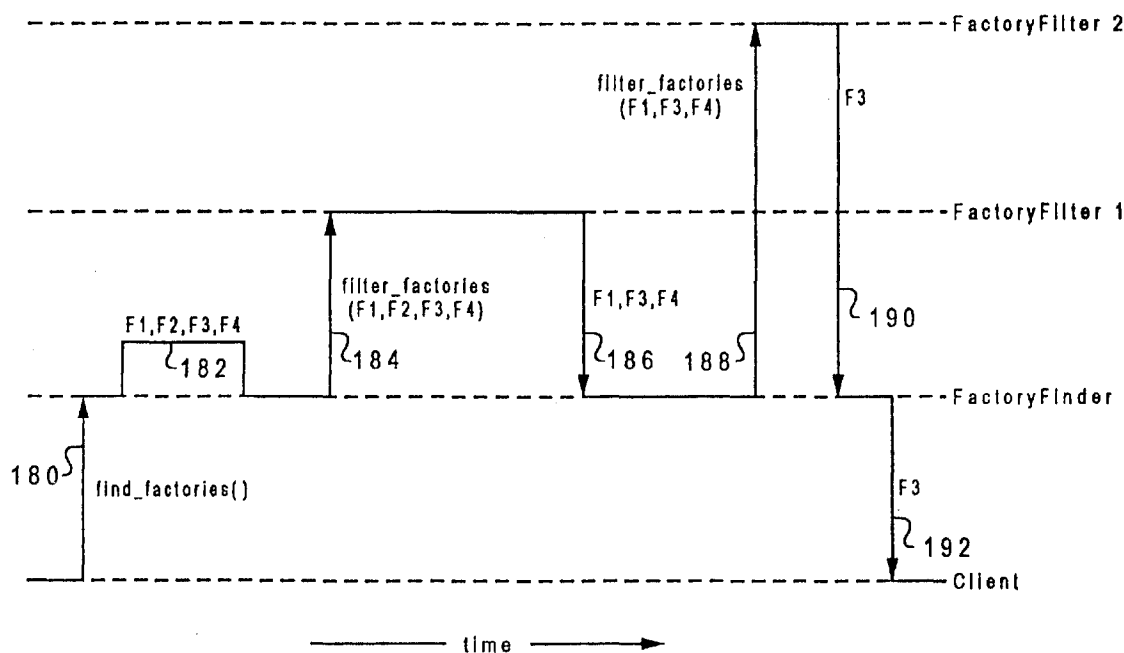 FactoryFilter 2
filter_factories
(F1,F3,F4)
F3
FactoryFilter 1
filter_factories
(F1,F2,F3,F4)
F1,F3,F4
190
F1,F2,F3,F4
182
184
186
188
FactoryFinder
180
find_factories()
F3
192
Client
time